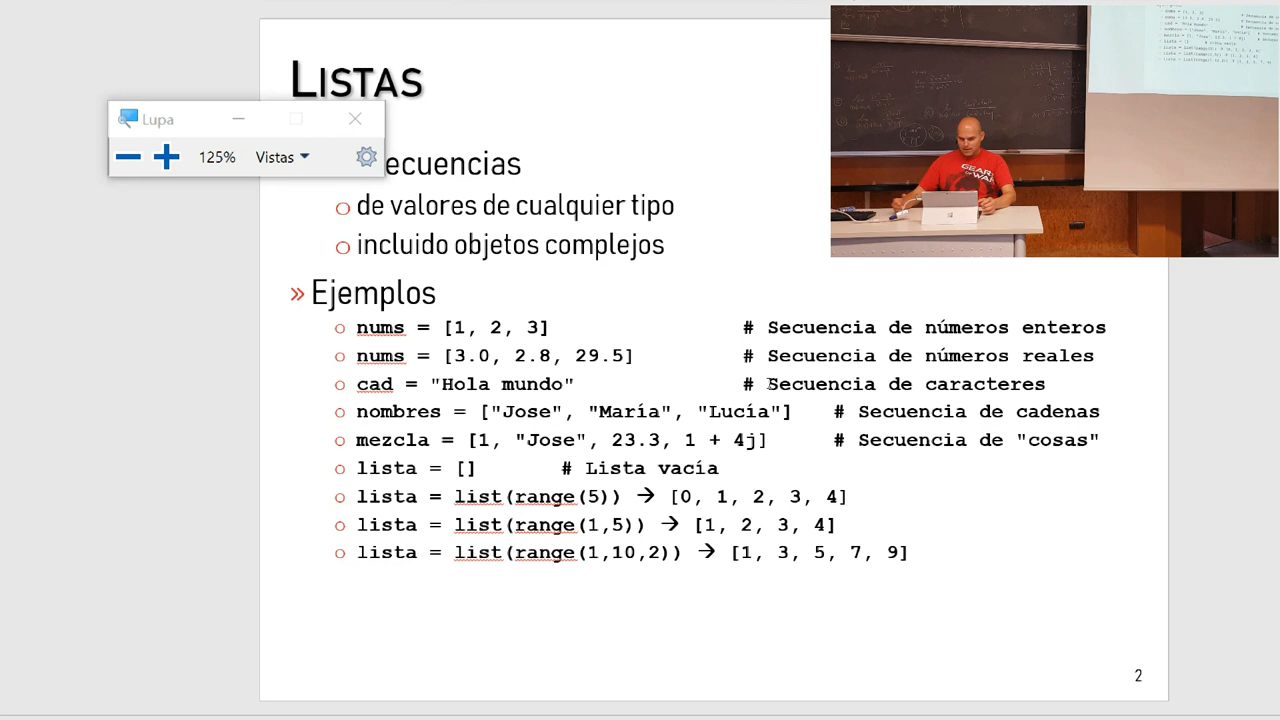 LISTAS
Lupa
125% Vistas
ecuencias
de valores de cualquier tipo
incluido objetos complejos
» Ejemplos
nums = [1, 2, 3] # Secuencia de números enteros
nums = [3.0, 2.8, 29.5] # Secuencia de números reales
cad = "Hola mundo" # Secuencia de caracteres
nombres = ["Jose", "María", "Lucía"] # Secuencia de cadenas
mezcla = [1, "Jose", 23.3, 1 + 4j] # Secuencia de "cosas"
lista = [] # Lista vacía
lista = list(range(5)) → [0, 1, 2, 3, 4]
lista = list(range(1,5)) → [1, 2, 3, 4]
lista = list(range(1,10,2)) → [1, 3, 5, 7, 9]
2
GEARS
OF WAR